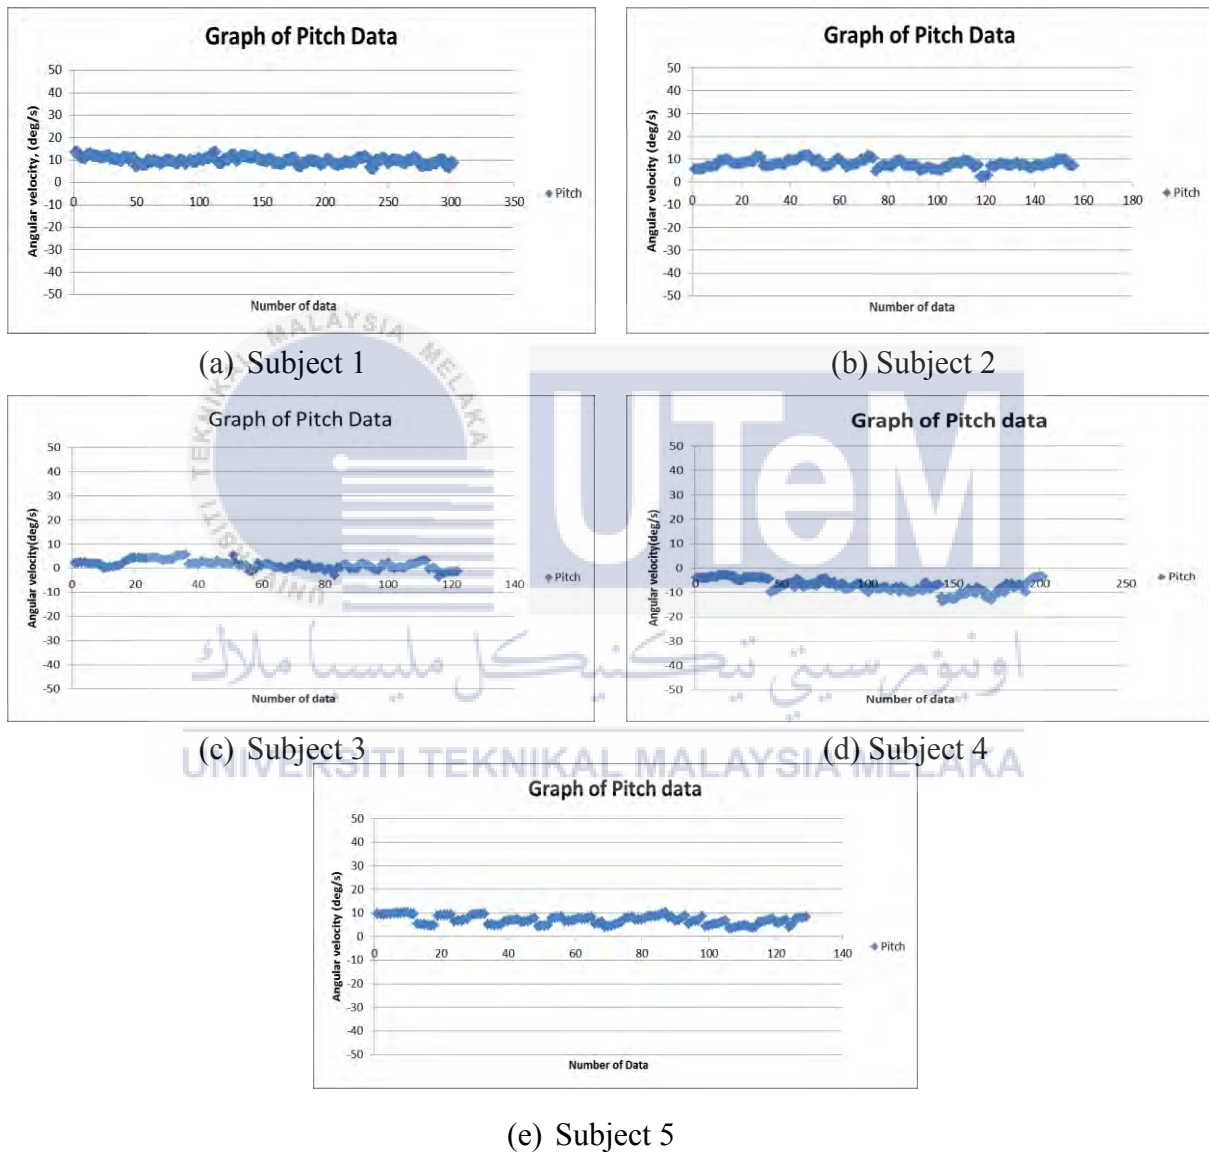 Graph of Pitch Data
50
40
30
20
10
0
-10
-20
-30
-40
-50
Angular velocity, (deg/s)
0 50 100 150 200 250 300 350
Number of data
Pitch
(a) Subject 1
Graph of Pitch Data
50
40
30
20
10
0
-10
-20
-30
-40
-50
Angular velocity (deg/s)
0 20 40 60 80 100 120 140 160 180
Number of data
Pitch
(b) Subject 2
Graph of Pitch Data
50
40
30
20
10
0
-10
-20
-30
-40
-50
Angular velocity(deg/s)
0 20 40 60 80 100 120 140
Number of data
Pitch
(c) Subject 3
Graph of Pitch data
50
40
30
20
10
0
-10
-20
-30
-40
-50
Angular velocity(deg/s)
0 50 100 150 200 250
Number of data
Pitch
(d) Subject 4
Graph of Pitch data
50
40
30
20
10
0
-10
-20
-30
-40
-50
Angular velocity (deg/s)
0 20 40 60 80 100 120 140
Number of Data
Pitch
(e) Subject 5
UNIVERSITI TEKNIKAL MALAYSIA MELAKA
UTeM
اونيۏرسيتي تيكنيكل مليسيا ملاك
UNIVERSITI TEKNIKAL MALAYSIA MELAKA